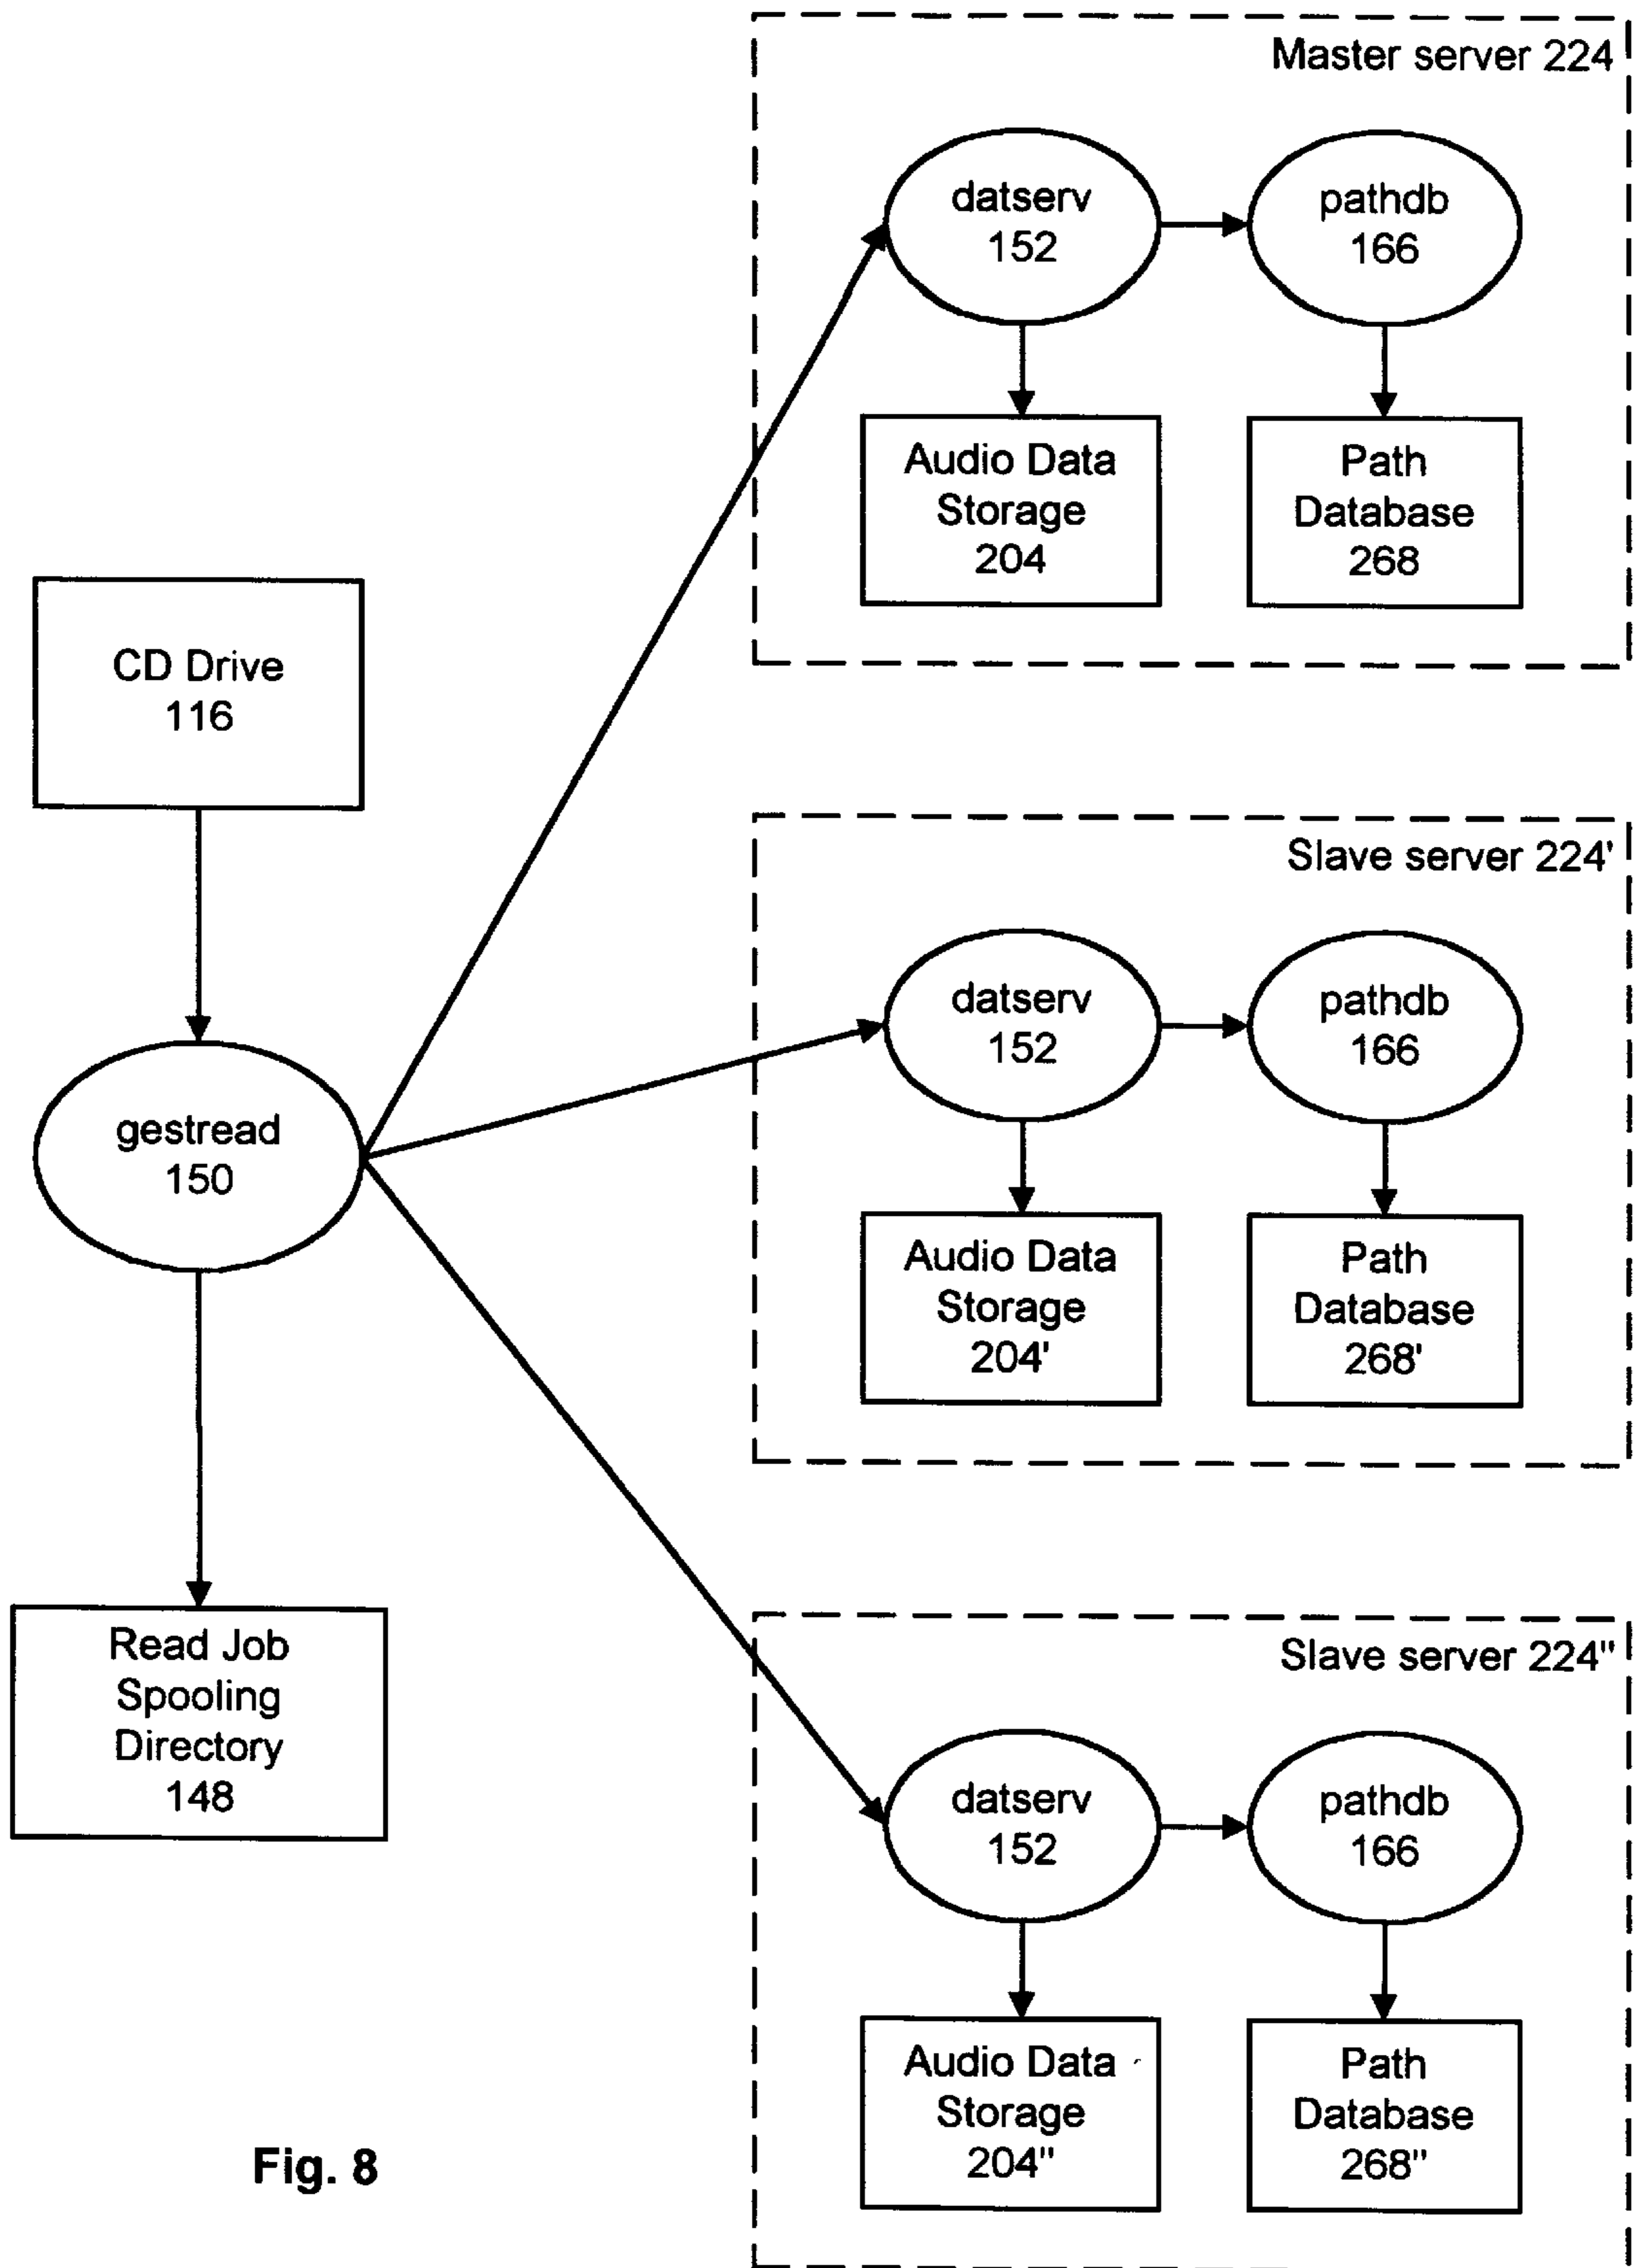 Master server 224
datserv
152
pathdb
166
Audio Data
Storage
204
Path
Database
268
CD Drive
116
Slave server 224'
datserv
152
pathdb
166
gestread
150
Audio Data
Storage
204'
Path
Database
268'
Read Job
Spooling
Directory
148
Slave server 224"
datserv
152
pathdb
166
Audio Data
Storage
204"
Path
Database
268"
Fig. 8